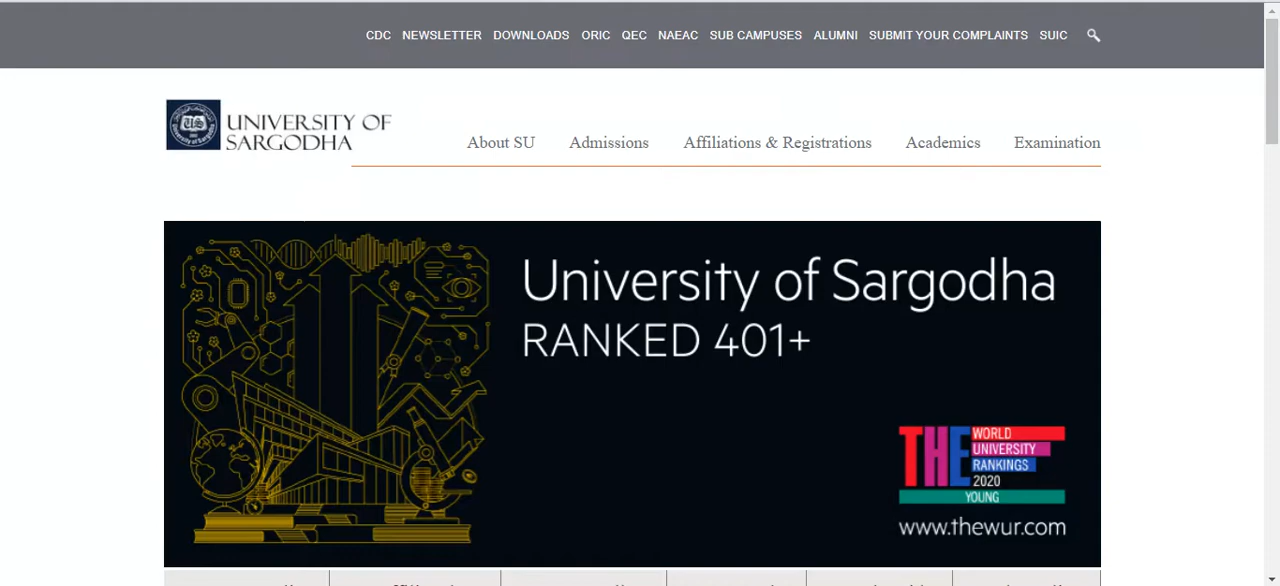 CDC NEWSLETTER DOWNLOADS ORIC QEC NAEAC SUB CAMPUSES ALUMNI SUBMIT YOUR COMPLAINTS SUIC
UNIVERSITY OF
SARGODHA
About SU Admissions Affiliations & Registrations Academics Examination
University of Sargodha
RANKED 401+
THE WORLD
UNIVERSITY
RANKINGS
2020
YOUNG
www.thewur.com